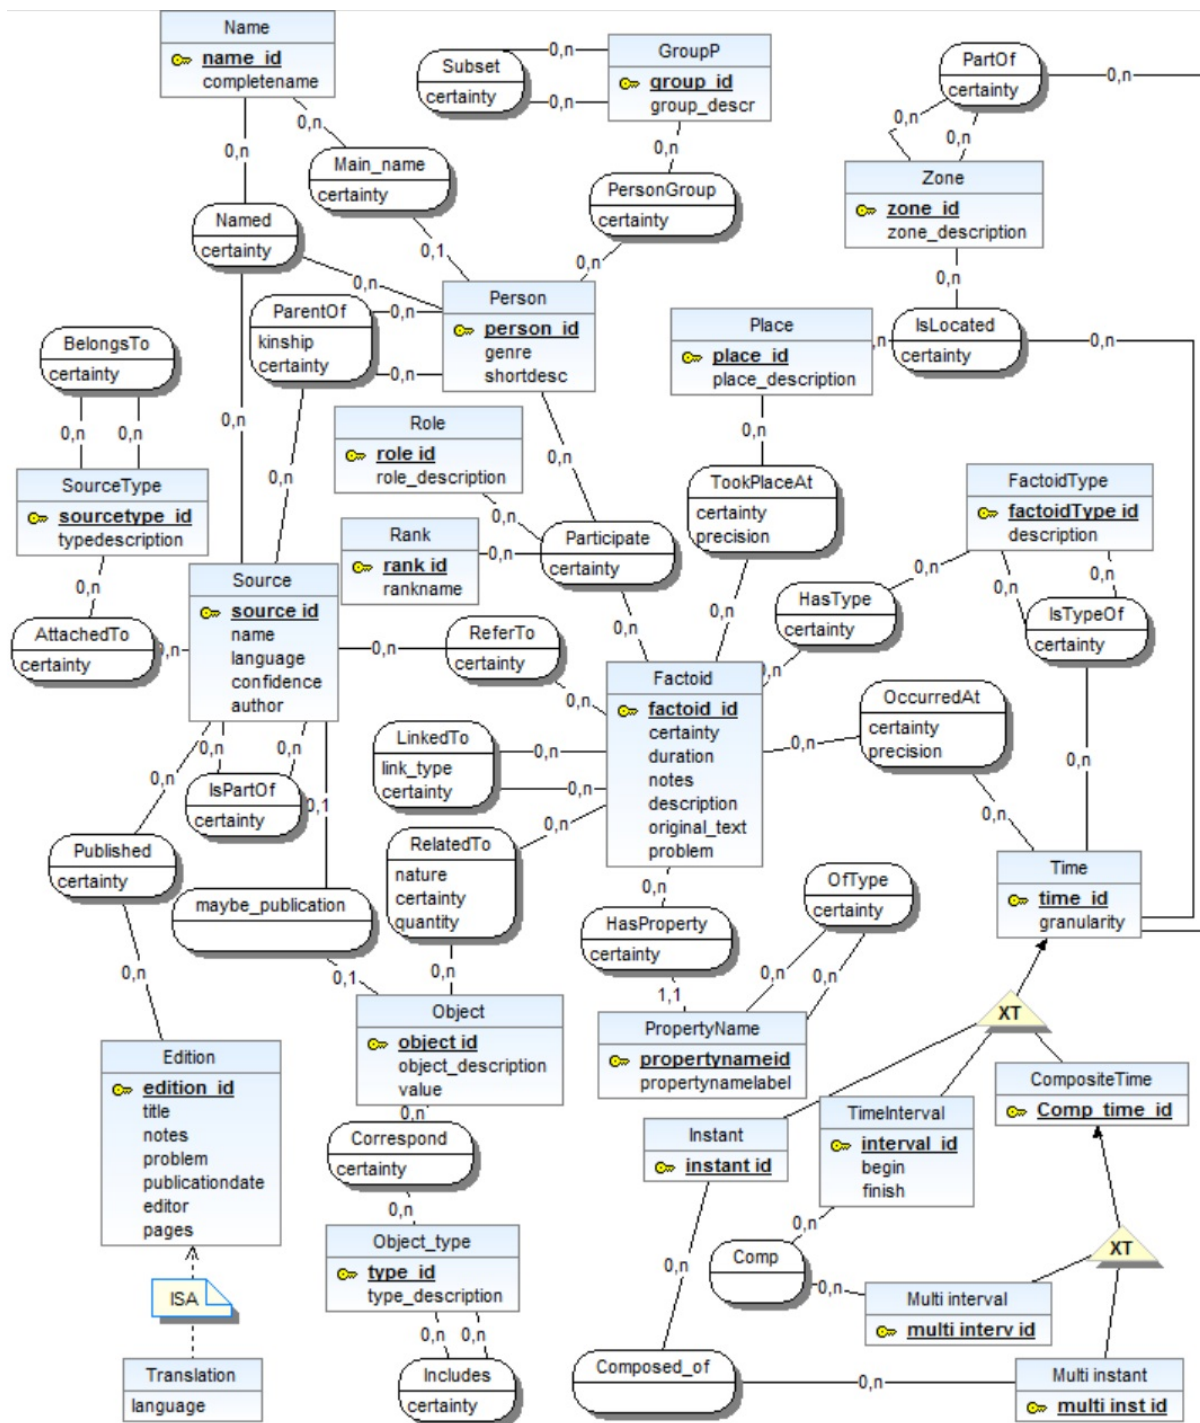 Name
name_id
completename
Subset
certainty
0,n
0,n
GroupP
group_id
group_descr
PartOf
certainty
0,n
0,n
0,n
0,n
0,n
Main_name
certainty
0,n
PersonGroup
certainty
Zone
zone_id
zone_description
Named
certainty
0,1
0,n
0,n
0,n
ParentOf
kinship
certainty
0,n
0,n
Person
person_id
genre
shortdesc
Place
place_id
place_description
,n
IsLocated
certainty
0,n
BelongsTo
certainty
0,n
0,n
0,n
0,n
Role
role id
role_description
0,n
0,n
0,n
SourceType
sourcetype_id
typedescription
TookPlaceAt
certainty
precision
FactoidType
factoidType id
description
0,n
Rank
rank id
rankname
0,n
0,n
Participate
certainty
0,n
Source
source id
name
language
confidence
author
0,n
AttachedTo
certainty
0,n
0,n
ReferTo
certainty
0,n
0,n
0,n
HasType
certainty
0,n
0,n
0,n
IsTypeOf
certainty
0,n
Factoid
factoid_id
certainty
duration
notes
description
original_text
problem
OccurredAt
certainty
precision
0,n
LinkedTo
link_type
certainty
0,n
0,n
0,n
0,n
0,n
0,n
IsPartOf
certainty
0,1
0,n
0,n
RelatedTo
nature
certainty
quantity
0,n
Published
certainty
maybe_publication
0,n
OfType
certainty
Time
time_id
granularity
HasProperty
certainty
0,n
0,1
0,n
1,1
0,n
0,n
Object
object id
object_description
value
PropertyName
propertynameid
propertynamelabel
XT
Edition
edition_id
title
notes
problem
publicationdate
editor
pages
0,n
Correspond
certainty
Instant
instant id
TimeInterval
interval_id
begin
finish
CompositeTime
Comp_time_id
0,n
Object_type
type_id
type_description
0,n
0,n
Comp
0,n
XT
ISA
Multi interval
multi interv id
0,n
0,n
Translation
language
Includes
certainty
Composed_of
0,n
Multi instant
multi inst id